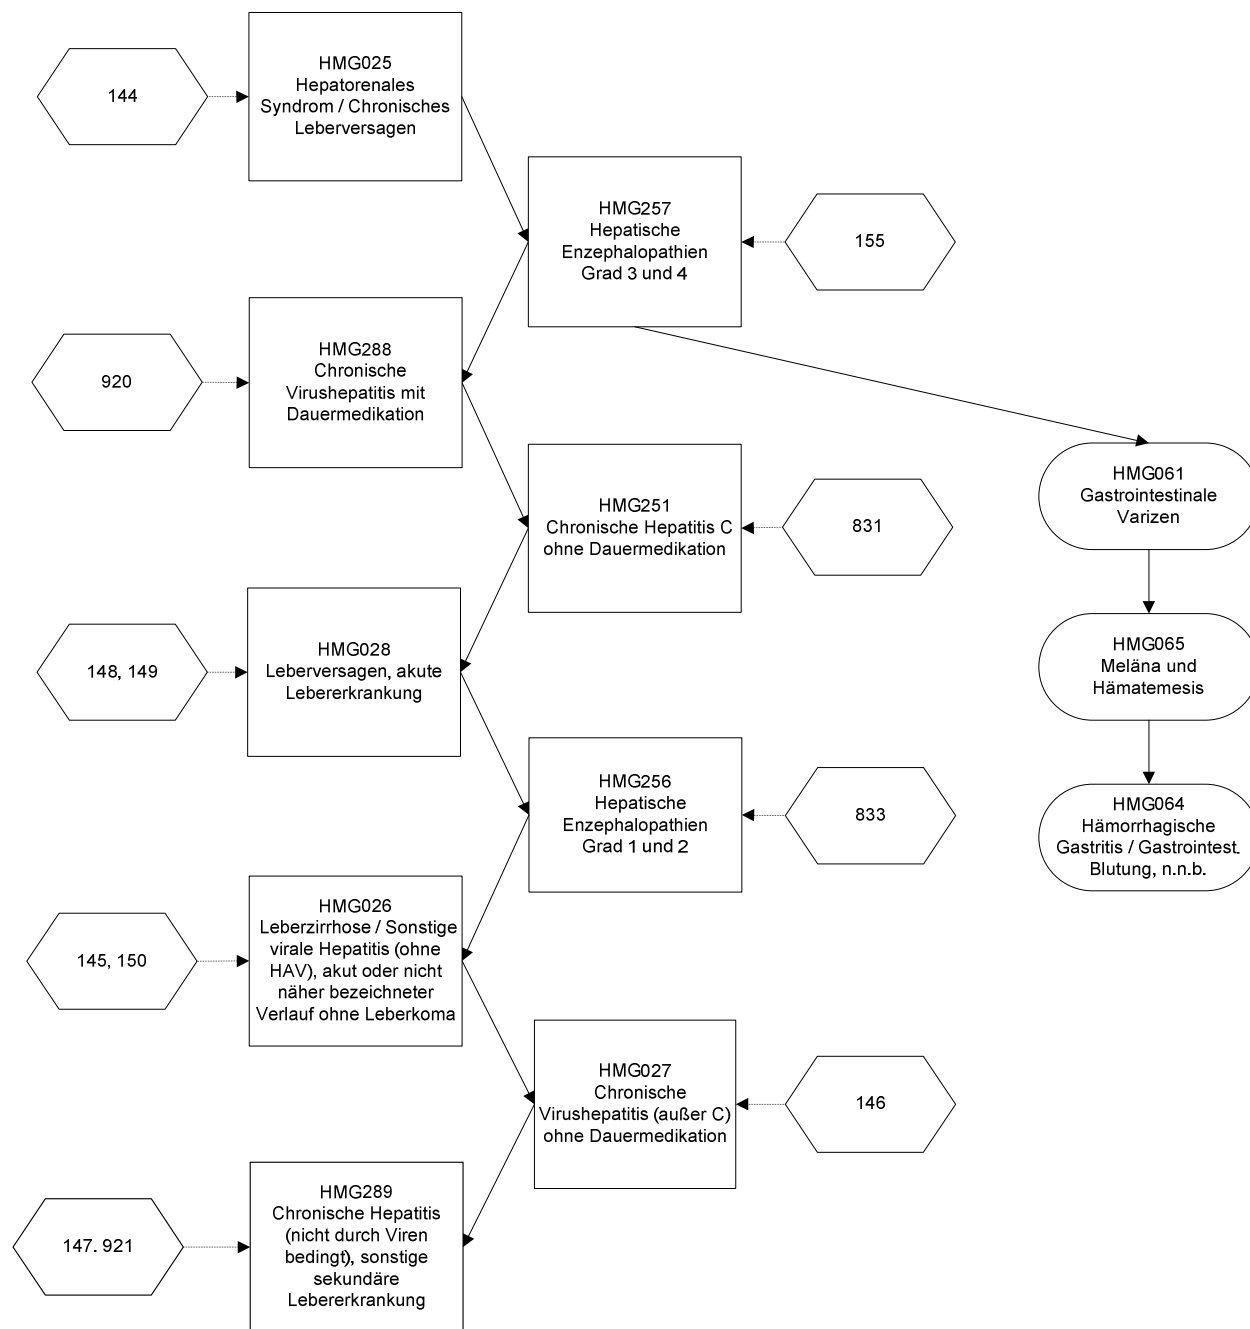 144
HMG025
Hepatorenales
Syndrom / Chronisches
Leberversagen
HMG257
Hepatische
Enzephalopathien
Grad 3 und 4
155
920
HMG288
Chronische
Virushepatitis mit
Dauermedikation
HMG251
Chronische Hepatitis C
ohne Dauermedikation
831
HMG061
Gastrointestinale
Varizen
148, 149
HMG028
Leberversagen, akute
Lebererkrankung
HMG065
Meläna und
Hämatemesis
HMG256
Hepatische
Enzephalopathien
Grad 1 und 2
833
HMG064
Hämorrhagische
Gastritis / Gastrointest.
Blutung, n.n.b.
145, 150
HMG026
Leberzirrhose / Sonstige
virale Hepatitis (ohne
HAV), akut oder nicht
näher bezeichneter
Verlauf ohne Leberkoma
HMG027
Chronische
Virushepatitis (außer C)
ohne Dauermedikation
146
147. 921
HMG289
Chronische Hepatitis
(nicht durch Viren
bedingt), sonstige
sekundäre
Lebererkrankung